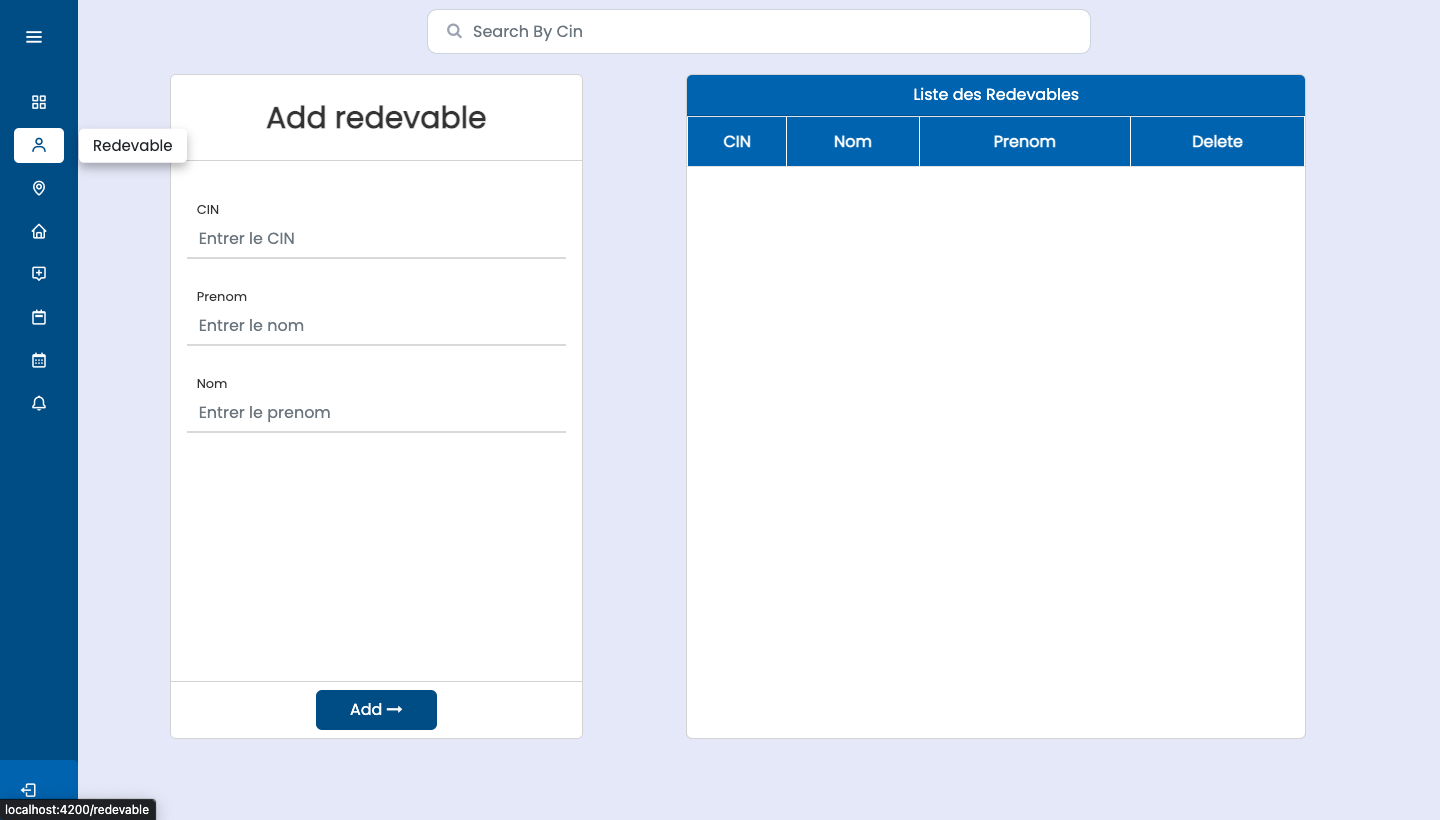 Search By Cin
Redevable
Add redevable
CIN
Entrer le CIN
Prenom
Entrer le nom
Nom
Entrer le prenom
Add →
Liste des Redevables
CIN Nom Prenom Delete
localhost:4200/redevable